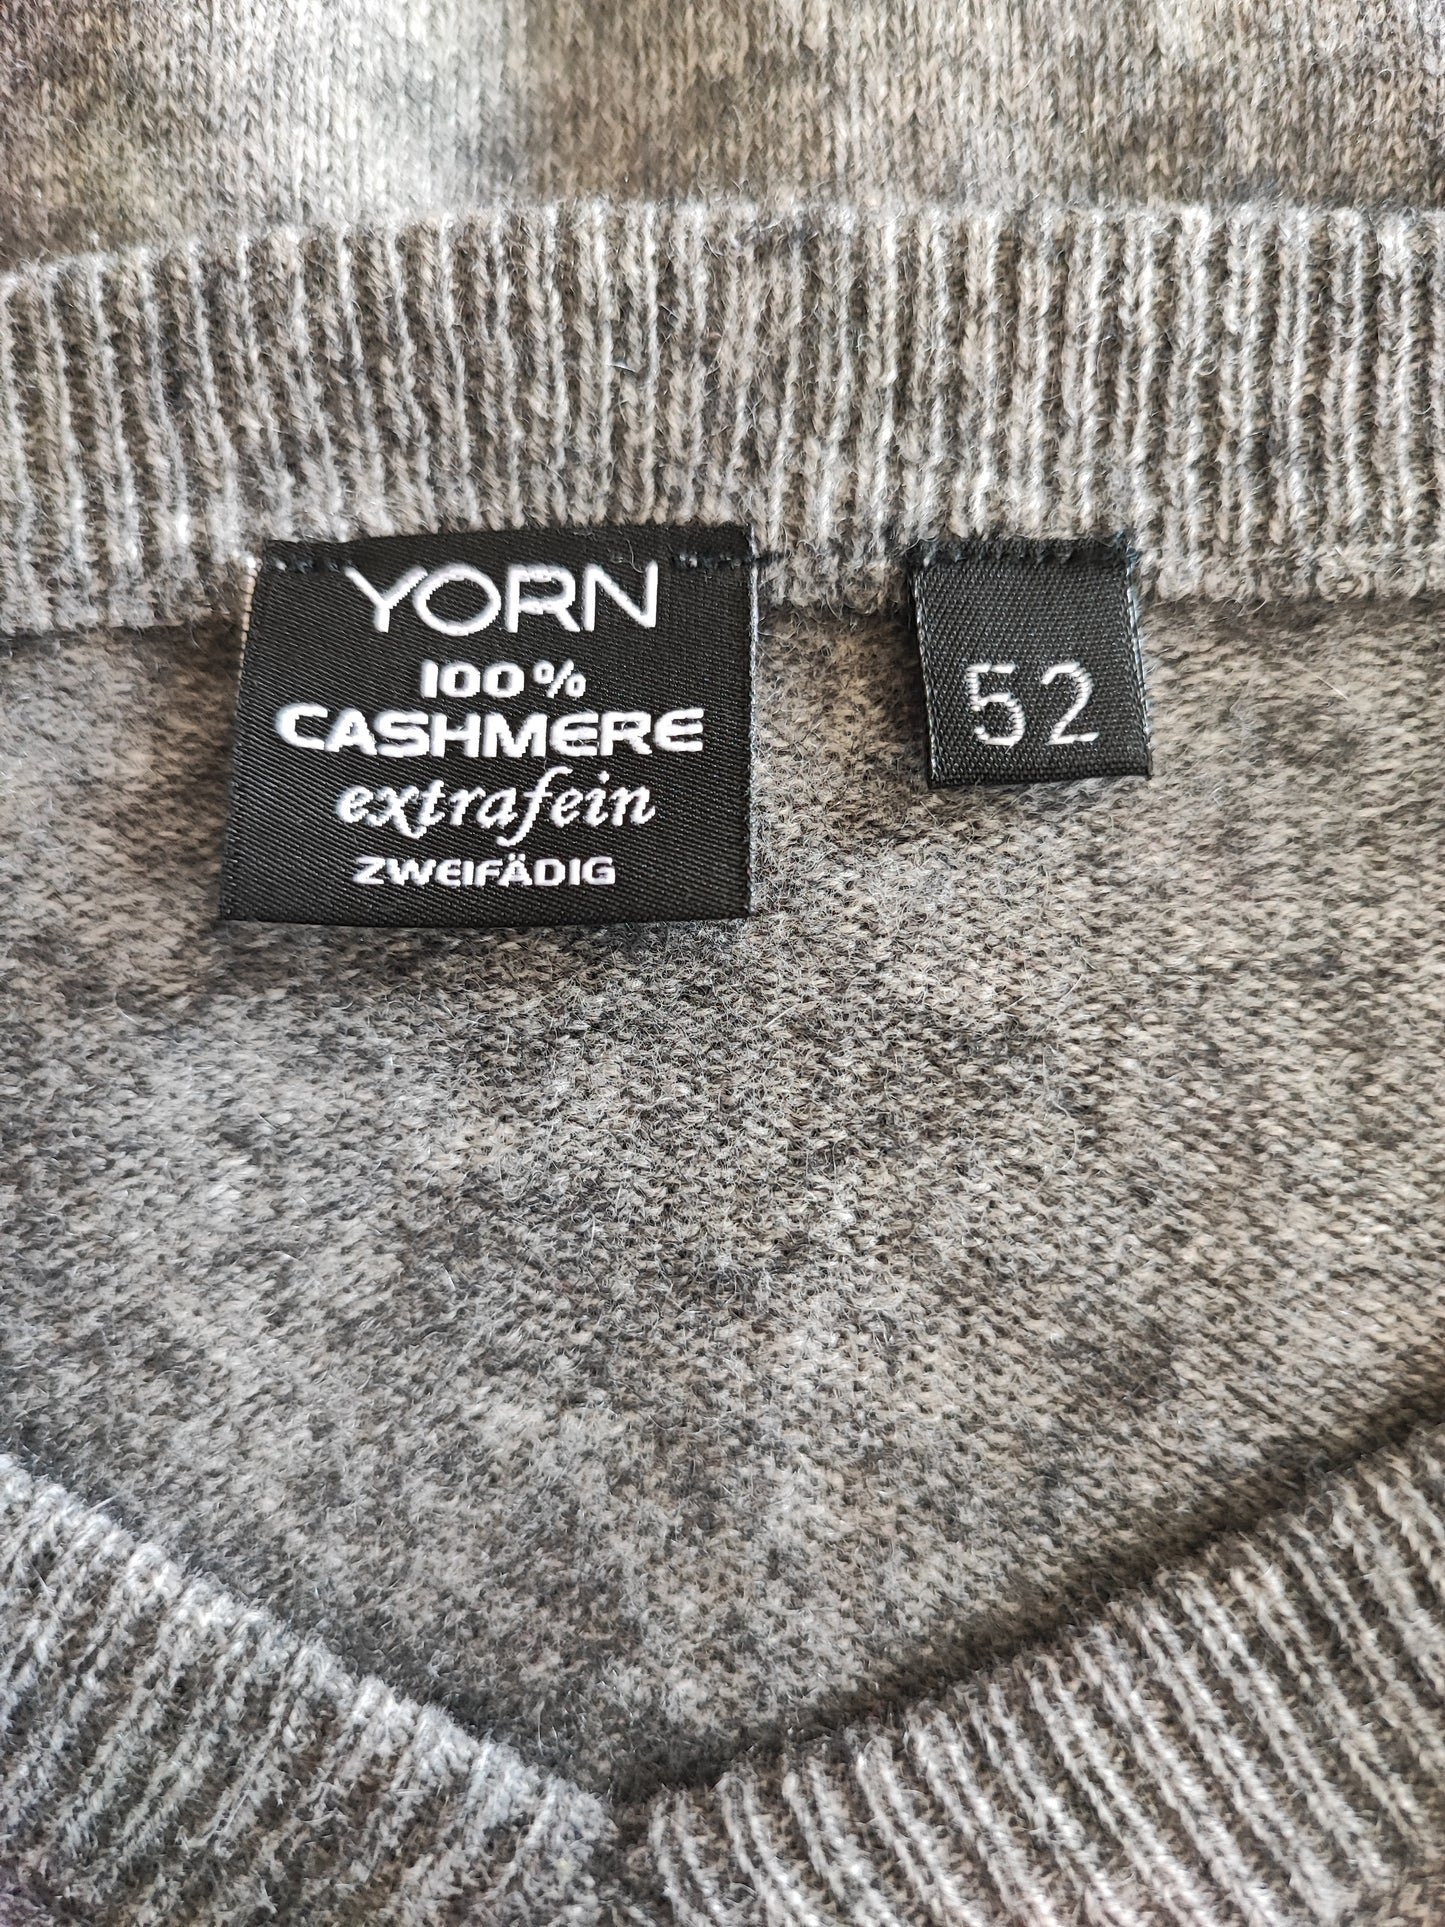 YORN
100%
CASHMERE
extrafein
ZWEIFÄDIG
52